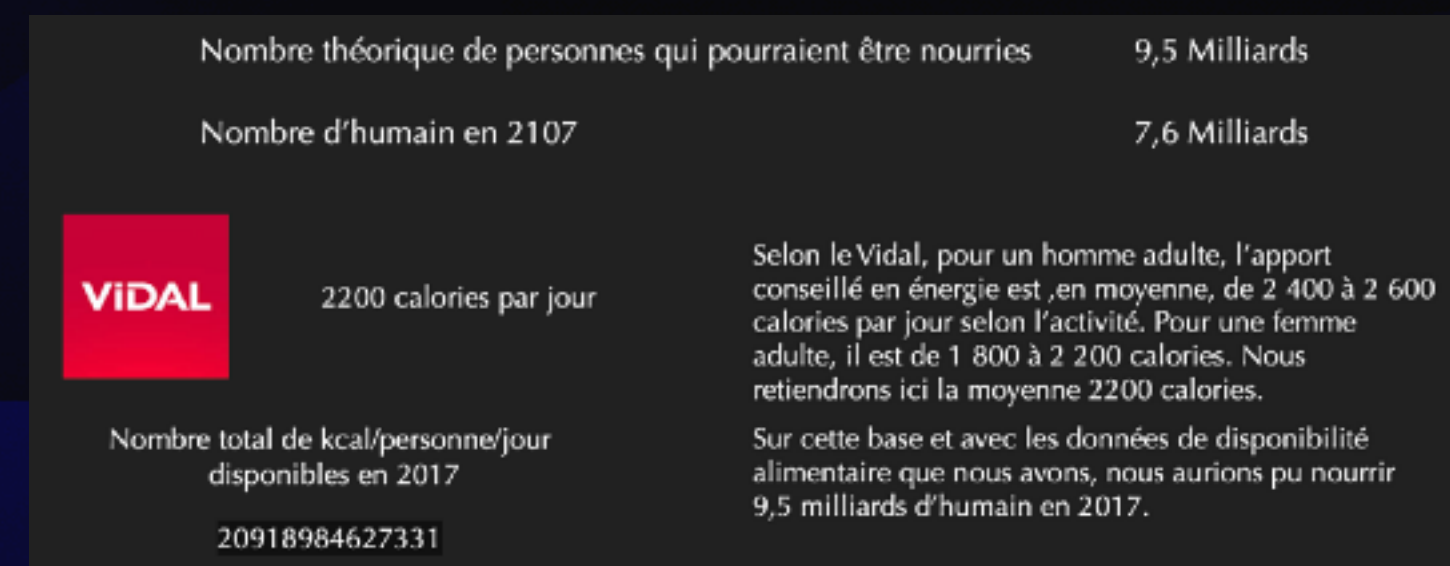 Nombre théorique de personnes qui pourraient être nourries 9,5 Milliards
Nombre d'humain en 2107 7,6 Milliards
ViDAL
2200 calories par jour
Selon le Vidal, pour un homme adulte, l'apport
conseillé en énergie est ,en moyenne, de 2 400 à 2 600
calories par jour selon l'activité. Pour une femme
adulte, il est de 1 800 à 2 200 calories. Nous
retiendrons ici la moyenne 2200 calories.
Nombre total de kcal/personne/jour
disponibles en 2017
20918984627331
Sur cette base et avec les données de disponibilité
alimentaire que nous avons, nous aurions pu nourrir
9,5 milliards d'humain en 2017.